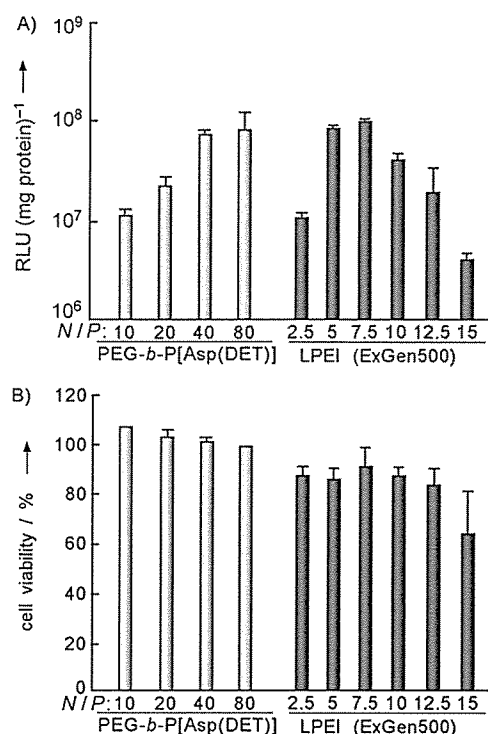 A)
10⁹
10⁸
10⁷
10⁶
RLU (mg protein)⁻¹ →
N / P: 10 20 40 80 2.5 5 7.5 10 12.5 15
PEG-b-P[Asp(DET)] LPEI (ExGen500)
B)
120
100
80
60
40
20
0
cell viability / % →
N / P: 10 20 40 80 2.5 5 7.5 10 12.5 15
PEG-b-P[Asp(DET)] LPEI (ExGen500)